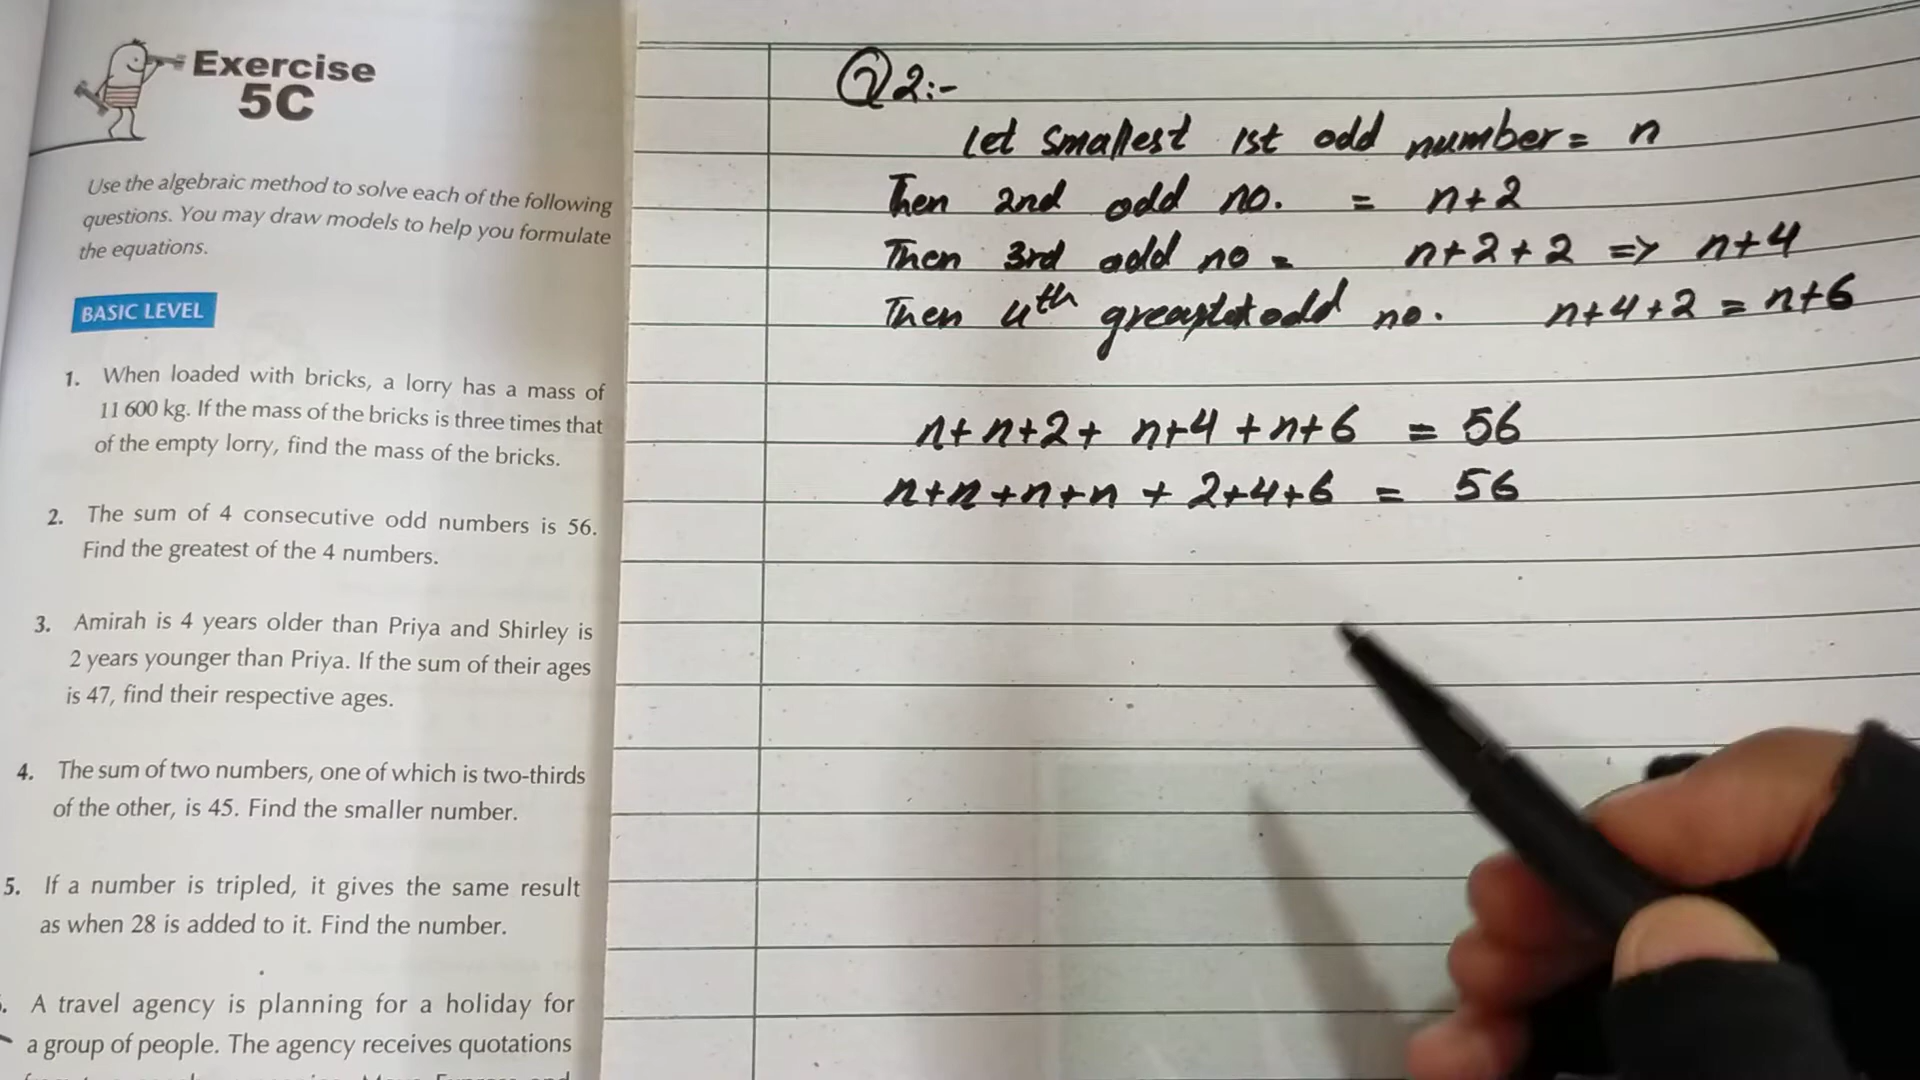 Exercise
5C
Use the algebraic method to solve each of the following
questions. You may draw models to help you formulate
the equations.
BASIC LEVEL
1. When loaded with bricks, a lorry has a mass of
11 600 kg. If the mass of the bricks is three times that
of the empty lorry, find the mass of the bricks.
2. The sum of 4 consecutive odd numbers is 56.
Find the greatest of the 4 numbers.
3. Amirah is 4 years older than Priya and Shirley is
2 years younger than Priya. If the sum of their ages
is 47, find their respective ages.
4. The sum of two numbers, one of which is two-thirds
of the other, is 45. Find the smaller number.
5. If a number is tripled, it gives the same result
as when 28 is added to it. Find the number.
A travel agency is planning for a holiday for
a group of people. The agency receives quotations
Q2:-
Let smallest 1st odd number = n
Then 2nd odd no. = n+2
Then 3rd odd no = n+2+2 => n+4
Then 4th odd no. n+4+2 = n+6
n+n+2+ n+4 +n+6 = 56
n+n+n+n + 2+4+6 = 56